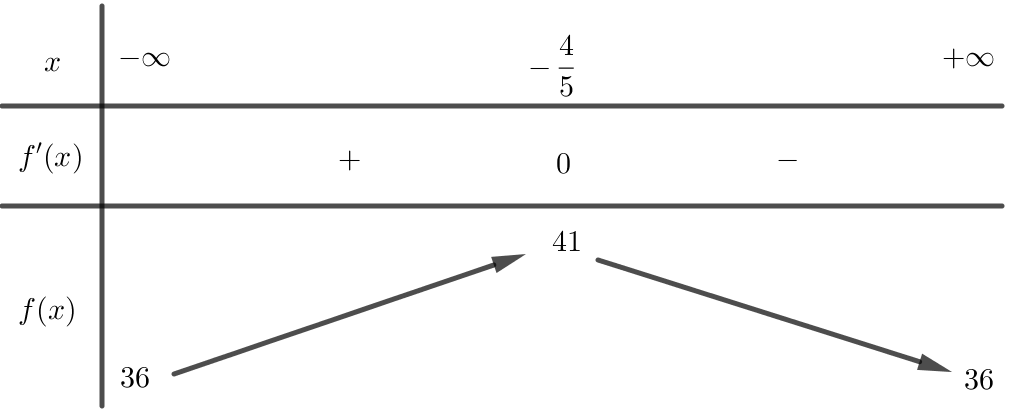 x −∞ −4/5 +∞
f′(x) + 0 −
41
f(x)
36 36